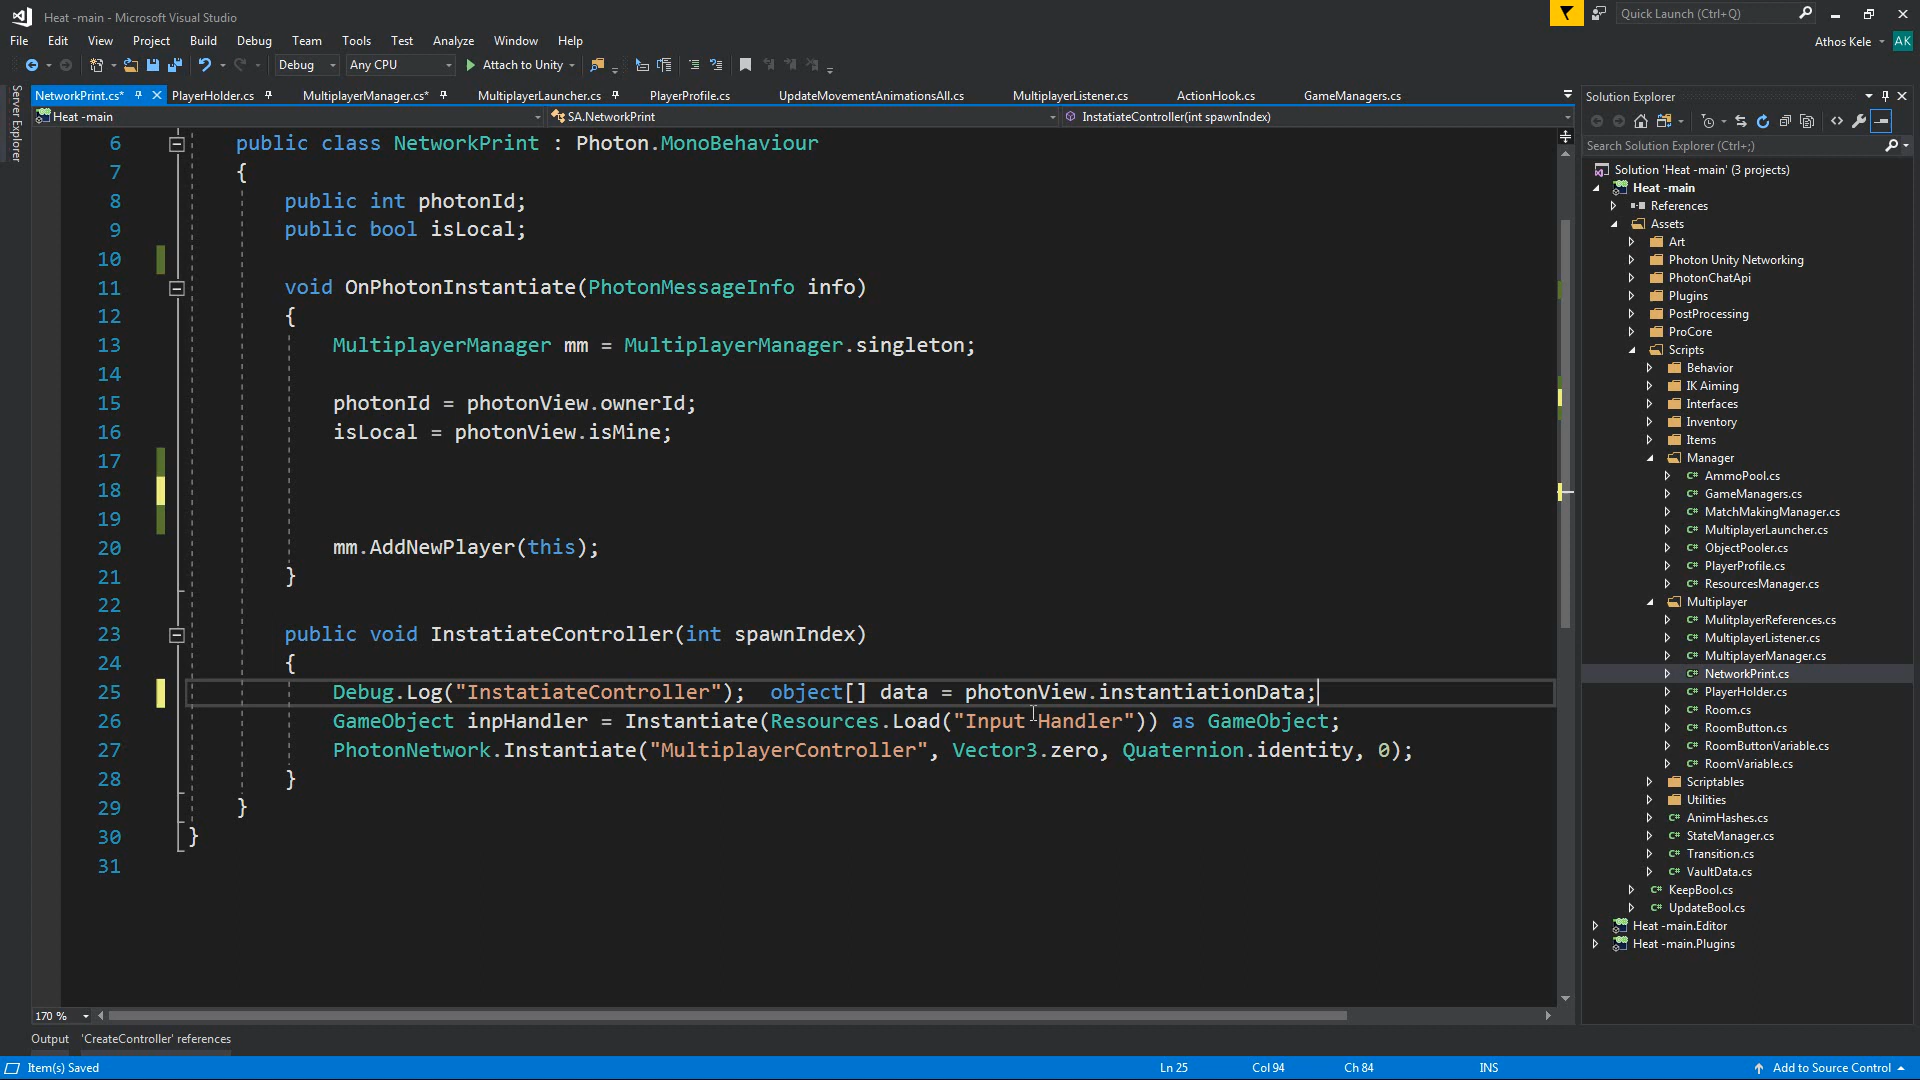 Heat -main - Microsoft Visual Studio
Quick Launch (Ctrl+Q)
File Edit View Project Build Debug Team Tools Test Analyze Window Help
Athos Kele AK
Debug Any CPU Attach to Unity
Server Explorer
NetworkPrint.cs* PlayerHolder.cs MultiplayerManager.cs* MultiplayerLauncher.cs PlayerProfile.cs UpdateMovementAnimationsAll.cs MultiplayerListener.cs ActionHook.cs GameManagers.cs
Heat -main SA.NetworkPrint InstatiateController(int spawnIndex)
6 public class NetworkPrint : Photon.MonoBehaviour
7 {
8 public int photonId;
9 public bool isLocal;
10
11 void OnPhotonInstantiate(PhotonMessageInfo info)
12 {
13 MultiplayerManager mm = MultiplayerManager.singleton;
14
15 photonId = photonView.ownerId;
16 isLocal = photonView.isMine;
17
18
19
20 mm.AddNewPlayer(this);
21 }
22
23 public void InstatiateController(int spawnIndex)
24 {
25 Debug.Log("InstatiateController"); object[] data = photonView.instantiationData;
26 GameObject inpHandler = Instantiate(Resources.Load("Input Handler")) as GameObject;
27 PhotonNetwork.Instantiate("MultiplayerController", Vector3.zero, Quaternion.identity, 0);
28 }
29 }
30 }
31
170 %
Output 'CreateController' references
Item(s) Saved Ln 25 Col 94 Ch 84 INS Add to Source Control
Solution Explorer
Search Solution Explorer (Ctrl+;)
Solution 'Heat -main' (3 projects)
Heat -main
References
Assets
Art
Photon Unity Networking
PhotonChatApi
Plugins
PostProcessing
ProCore
Scripts
Behavior
IK Aiming
Interfaces
Inventory
Items
Manager
C# AmmoPool.cs
C# GameManagers.cs
C# MatchMakingManager.cs
C# MultiplayerLauncher.cs
C# ObjectPooler.cs
C# PlayerProfile.cs
C# ResourcesManager.cs
Multiplayer
C# MulitplayerReferences.cs
C# MultiplayerListener.cs
C# MultiplayerManager.cs
C# NetworkPrint.cs
C# PlayerHolder.cs
C# Room.cs
C# RoomButton.cs
C# RoomButtonVariable.cs
C# RoomVariable.cs
Scriptables
Utilities
C# AnimHashes.cs
C# StateManager.cs
C# Transition.cs
C# VaultData.cs
C# KeepBool.cs
C# UpdateBool.cs
Heat -main.Editor
Heat -main.Plugins